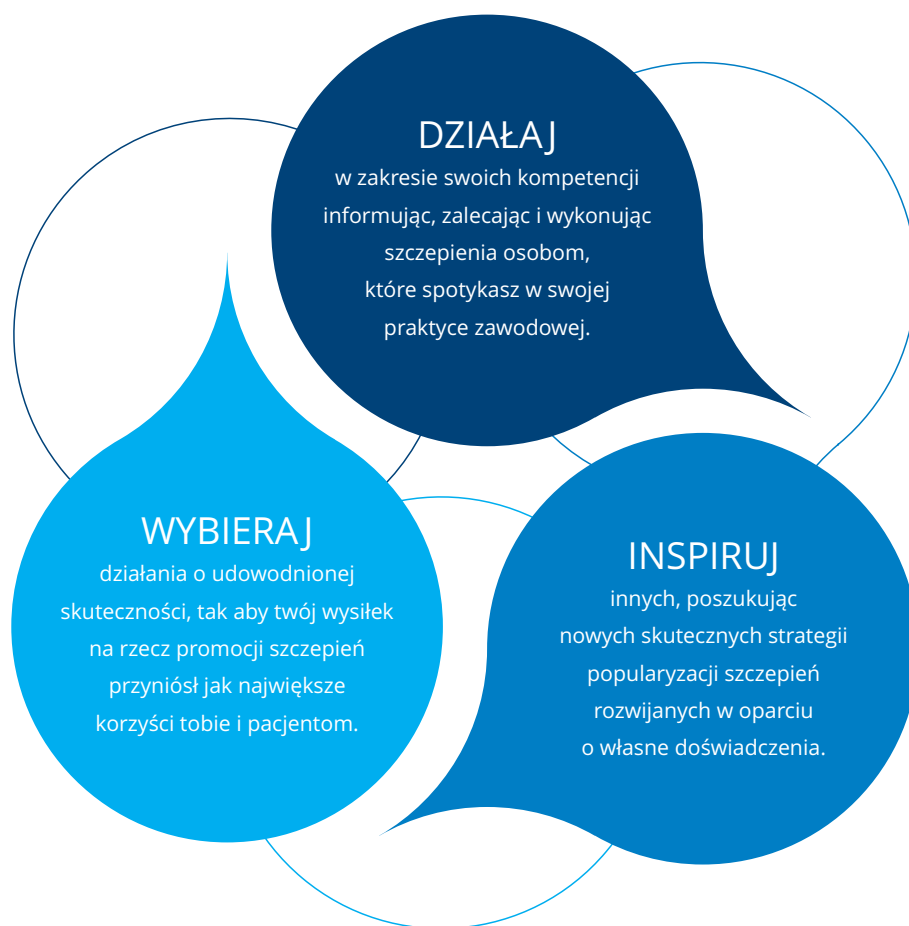 DZIAŁAJ
w zakresie swoich kompetencji
informując, zalecając i wykonując
szczepienia osobom,
które spotykasz w swojej
praktyce zawodowej.
WYBIERAJ
działania o udowodnionej
skuteczności, tak aby twój wysiłek
na rzecz promocji szczepień
przyniósł jak największe
korzyści tobie i pacjentom.
INSPIRUJ
innych, poszukując
nowych skutecznych strategii
popularyzacji szczepień
rozwijanych w oparciu
o własne doświadczenia.